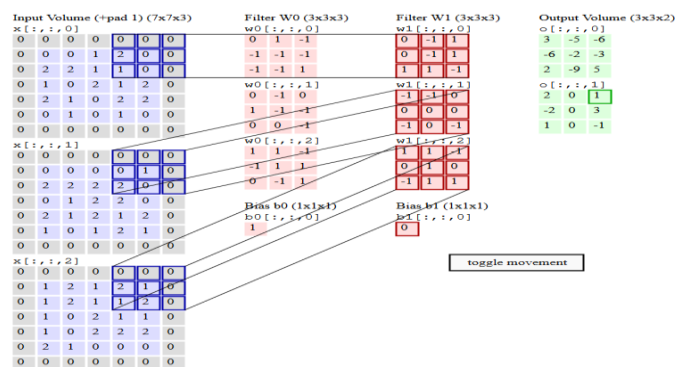 Input Volume (+pad 1) (7x7x3)
x[:,:,0]
0 0 0 0 0 0 0
0 0 0 1 2 0 0
0 2 2 1 1 0 0
0 1 0 2 1 2 0
0 2 1 0 2 2 0
0 0 1 0 1 0 0
0 0 0 0 0 0 0
x[:,:,1]
0 0 0 0 0 0 0
0 0 0 0 0 1 0
0 2 2 2 2 0 0
0 0 1 2 2 0 0
0 2 1 2 1 2 0
0 1 0 1 2 1 0
0 0 0 0 0 0 0
x[:,:,2]
0 0 0 0 0 0 0
0 1 2 1 2 1 0
0 1 2 1 1 2 0
0 1 0 2 1 1 0
0 1 0 2 2 2 0
0 2 1 0 0 0 0
0 0 0 0 0 0 0
Filter W0 (3x3x3)
w0[:,:,0]
0 1 -1
-1 -1 -1
-1 -1 1
w0[:,:,1]
0 -1 0
1 -1 -1
0 0 -1
w0[:,:,2]
1 1 -1
-1 1 1
0 -1 1
Bias b0 (1x1x1)
b0[:,:,0]
1
Filter W1 (3x3x3)
w1[:,:,0]
0 -1 1
0 -1 1
1 1 -1
w1[:,:,1]
-1 -1 0
0 0 0
-1 0 -1
w1[:,:,2]
1 1 -1
0 1 0
-1 1 1
Bias b1 (1x1x1)
b1[:,:,0]
0
Output Volume (3x3x2)
o[:,:,0]
3 -5 -6
-6 -2 -3
2 -9 5
o[:,:,1]
2 0 1
-2 0 3
1 0 -1
toggle movement